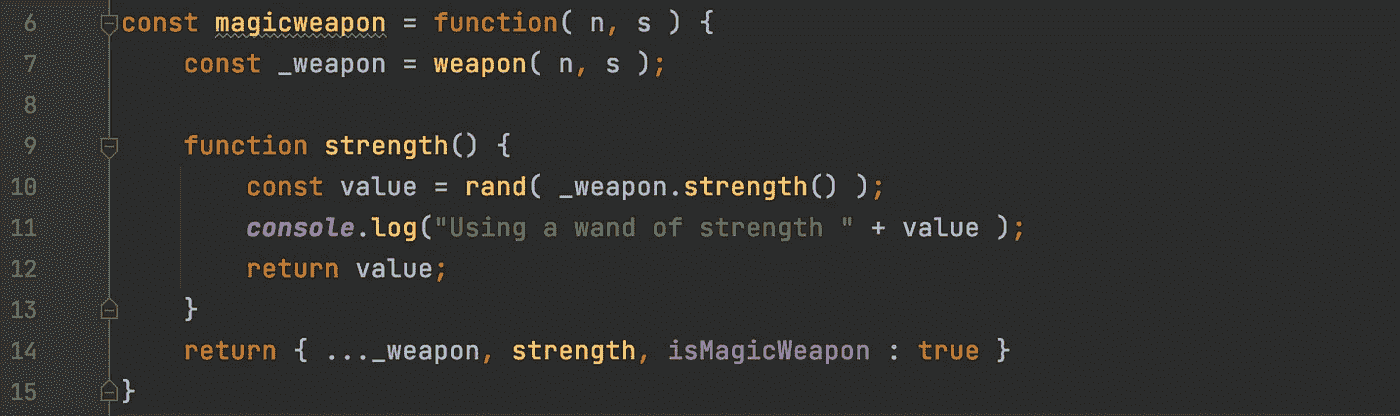 6 const magicweapon = function( n, s ) {
7     const _weapon = weapon( n, s );
8
9     function strength() {
10         const value = rand( _weapon.strength() );
11         console.log("Using a wand of strength " + value );
12         return value;
13     }
14     return { ..._weapon, strength, isMagicWeapon : true }
15 }